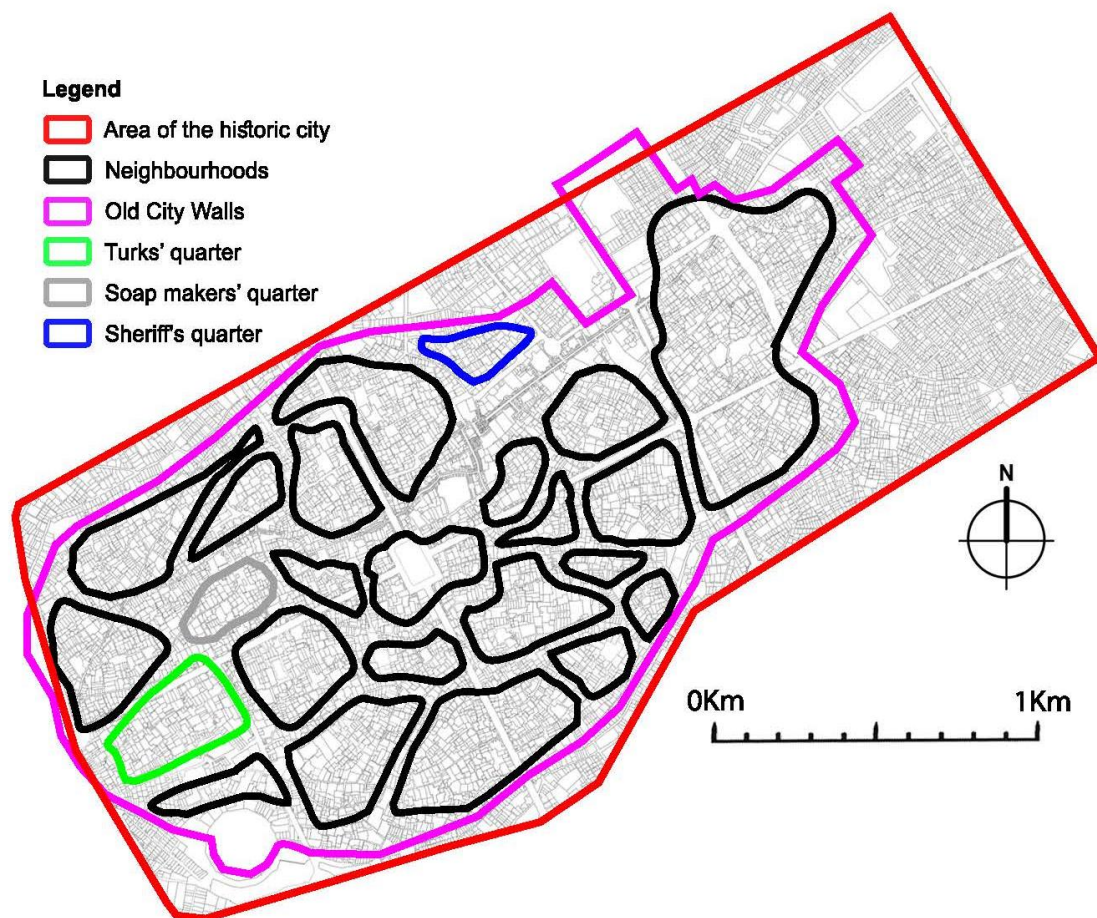 Legend
Area of the historic city
Neighbourhoods
Old City Walls
Turks' quarter
Soap makers' quarter
Sheriff's quarter
N
0Km 1Km